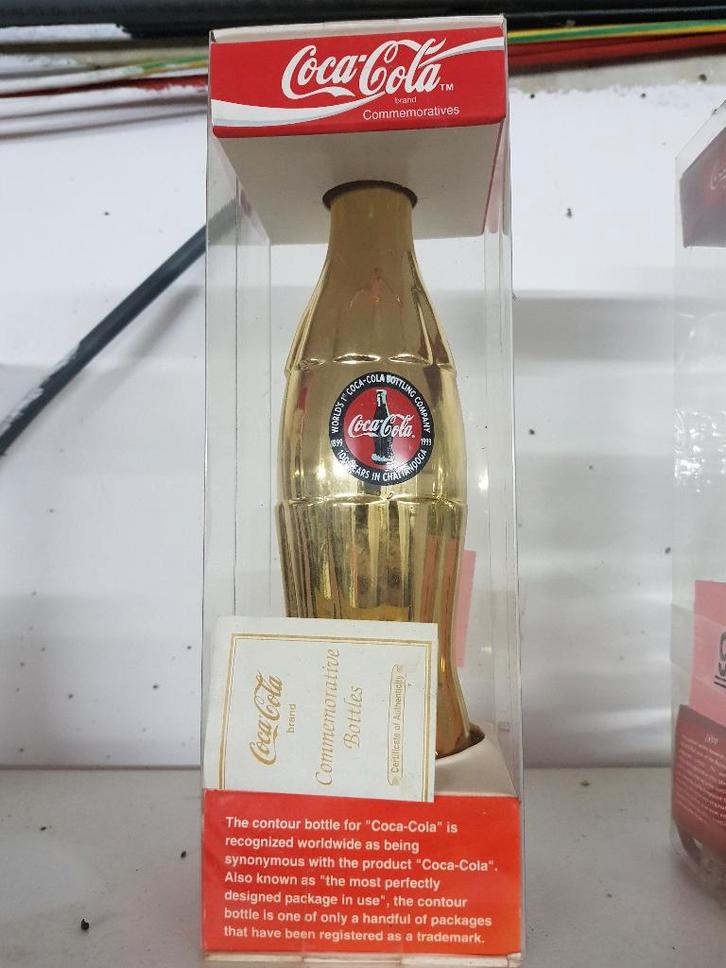 Coca-Cola™
brand
Commemoratives
WORLD'S 1ST COCA-COLA BOTTLING COMPANY
Coca-Cola
1899 1999
100 YEARS IN CHATTANOOGA
Coca-Cola
brand
Commemorative
Bottles
Certificate of Authenticity
The contour bottle for "Coca-Cola" is
recognized worldwide as being
synonymous with the product "Coca-Cola".
Also known as "the most perfectly
designed package in use", the contour
bottle is one of only a handful of packages
that have been registered as a trademark.
1899